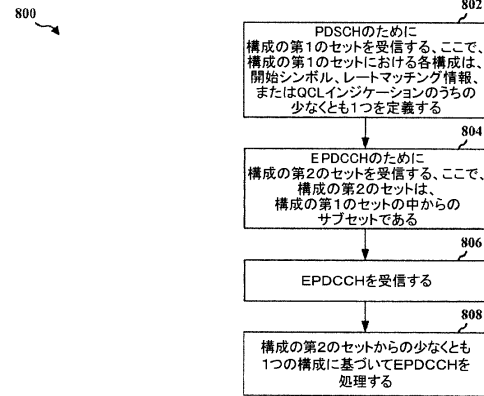 800
802
PDSCHのために
構成の第1のセットを受信する、ここで、
構成の第1のセットにおける各構成は、
開始シンボル、レートマッチング情報、
またはQCLインジケーションのうちの
少なくとも1つを定義する
804
EPDCCHのために
構成の第2のセットを受信する、ここで、
構成の第2のセットは、
構成の第1のセットの中からの
サブセットである
806
EPDCCHを受信する
808
構成の第2のセットからの少なくとも
1つの構成に基づいてEPDCCHを
処理する